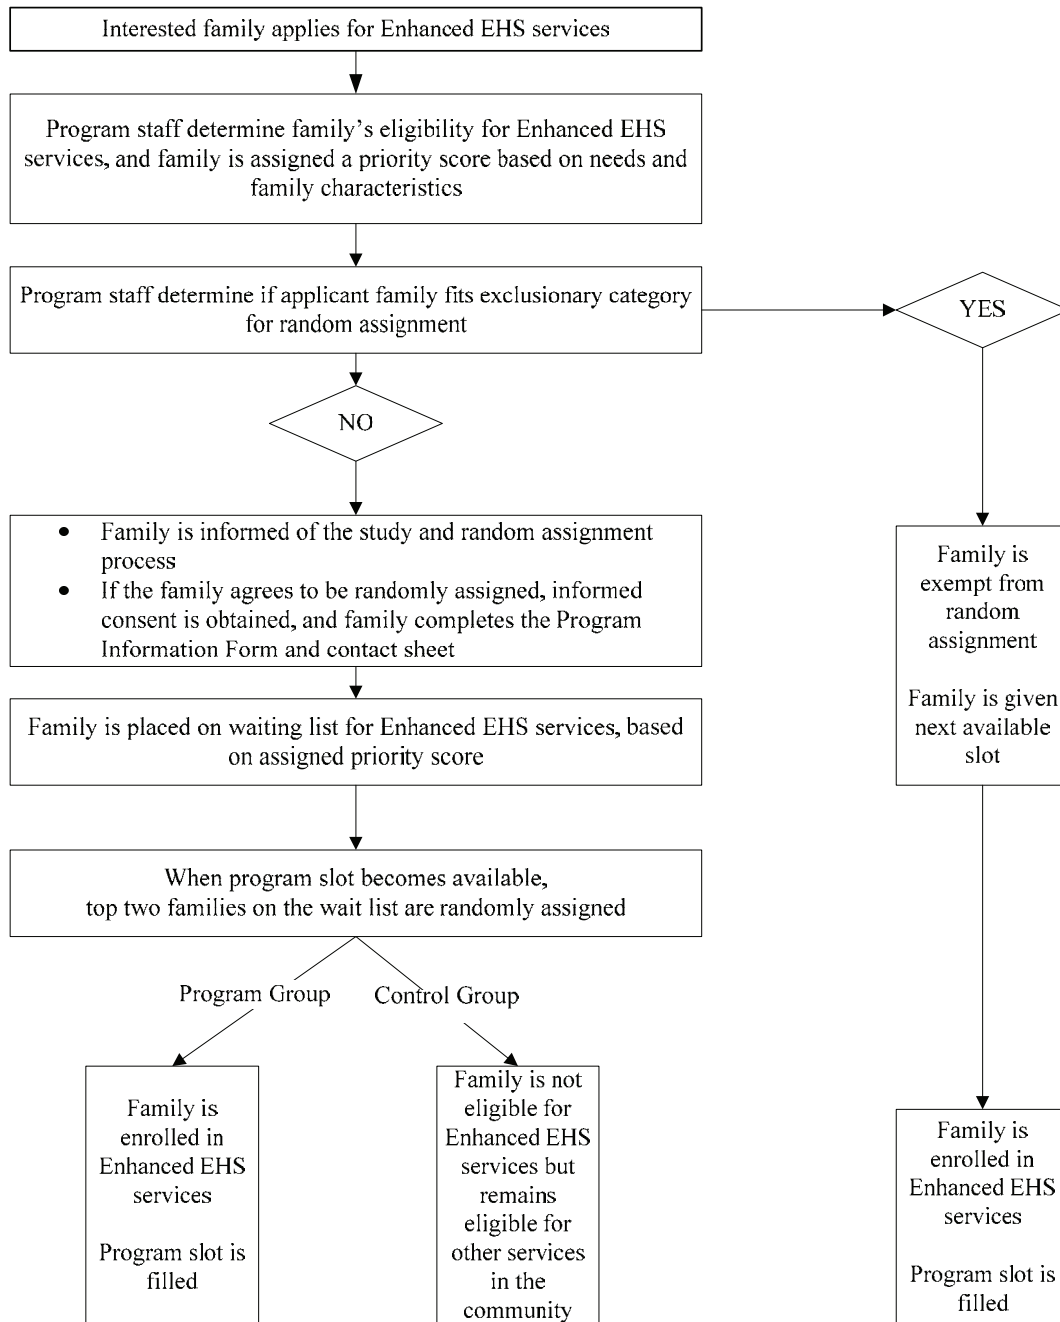 Interested family applies for Enhanced EHS services
Program staff determine family’s eligibility for Enhanced EHS
services, and family is assigned a priority score based on needs and
family characteristics
Program staff determine if applicant family fits exclusionary category
for random assignment
YES
NO
• Family is informed of the study and random assignment
process
• If the family agrees to be randomly assigned, informed
consent is obtained, and family completes the Program
Information Form and contact sheet
Family is
exempt from
random
assignment
Family is given
next available
slot
Family is placed on waiting list for Enhanced EHS services, based
on assigned priority score
When program slot becomes available,
top two families on the wait list are randomly assigned
Program Group
Control Group
Family is
enrolled in
Enhanced EHS
services
Program slot is
filled
Family is not
eligible for
Enhanced EHS
services but
remains
eligible for
other services
in the
community
Family is
enrolled in
Enhanced EHS
services
Program slot is
filled